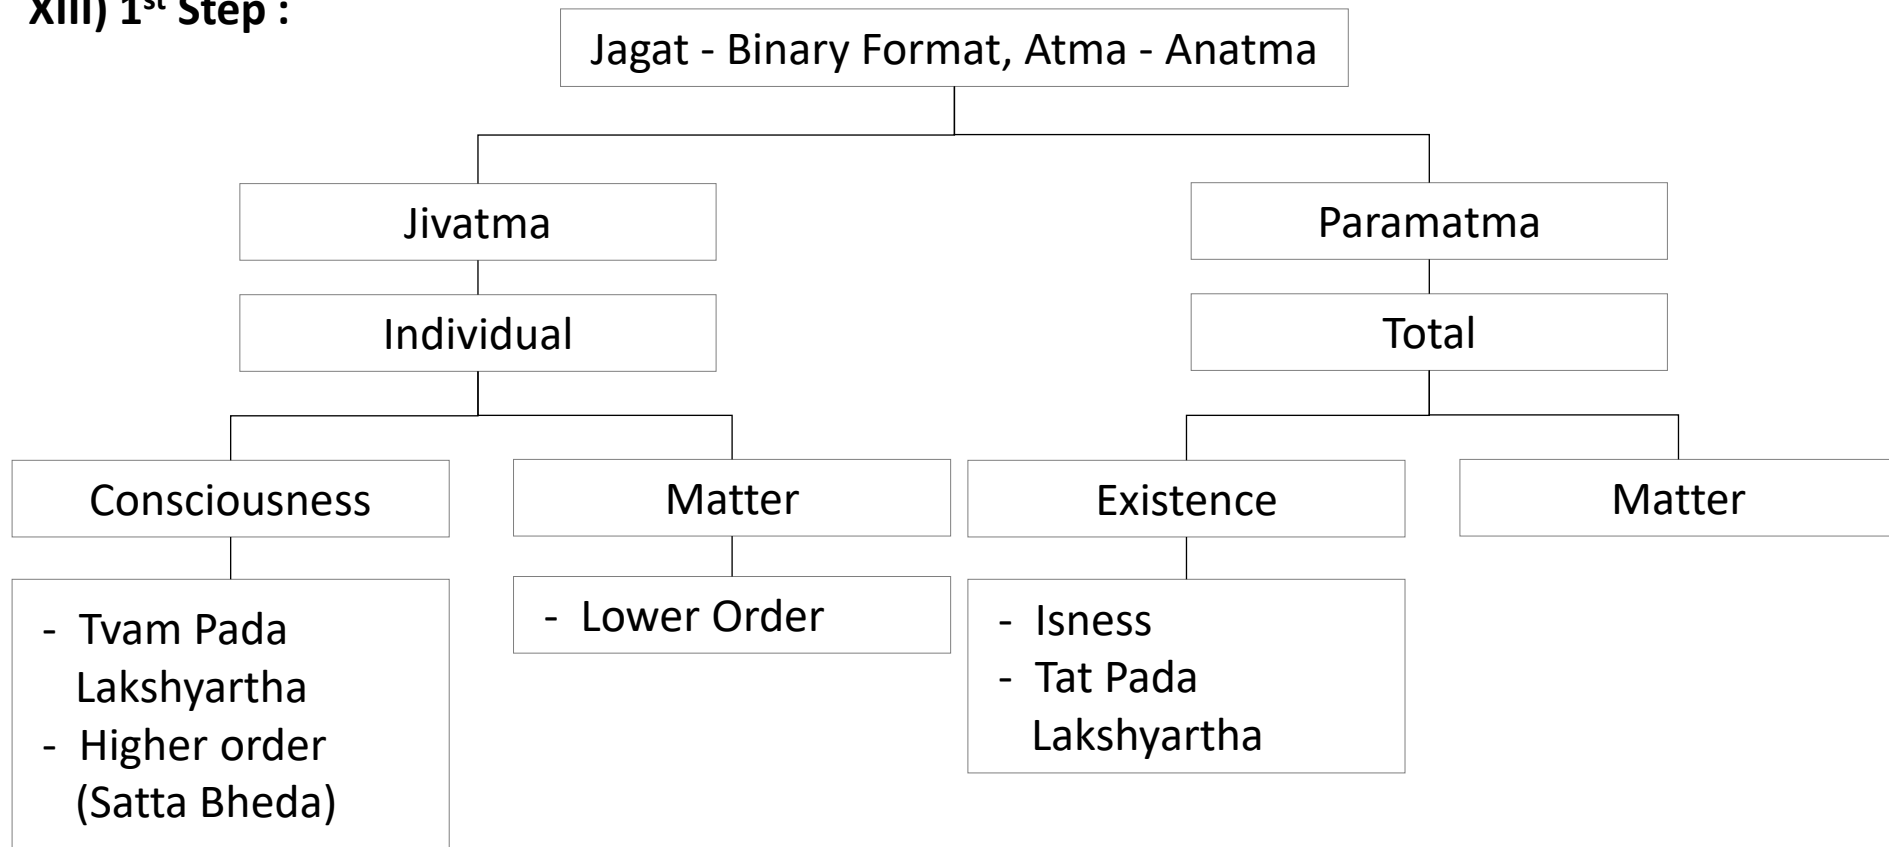 XIII) 1st Step :
Jagat - Binary Format, Atma - Anatma
Jivatma
Paramatma
Individual
Total
Consciousness
Matter
Existence
Matter
- Tvam Pada
Lakshyartha
- Higher order
(Satta Bheda)
- Lower Order
- Isness
- Tat Pada
Lakshyartha